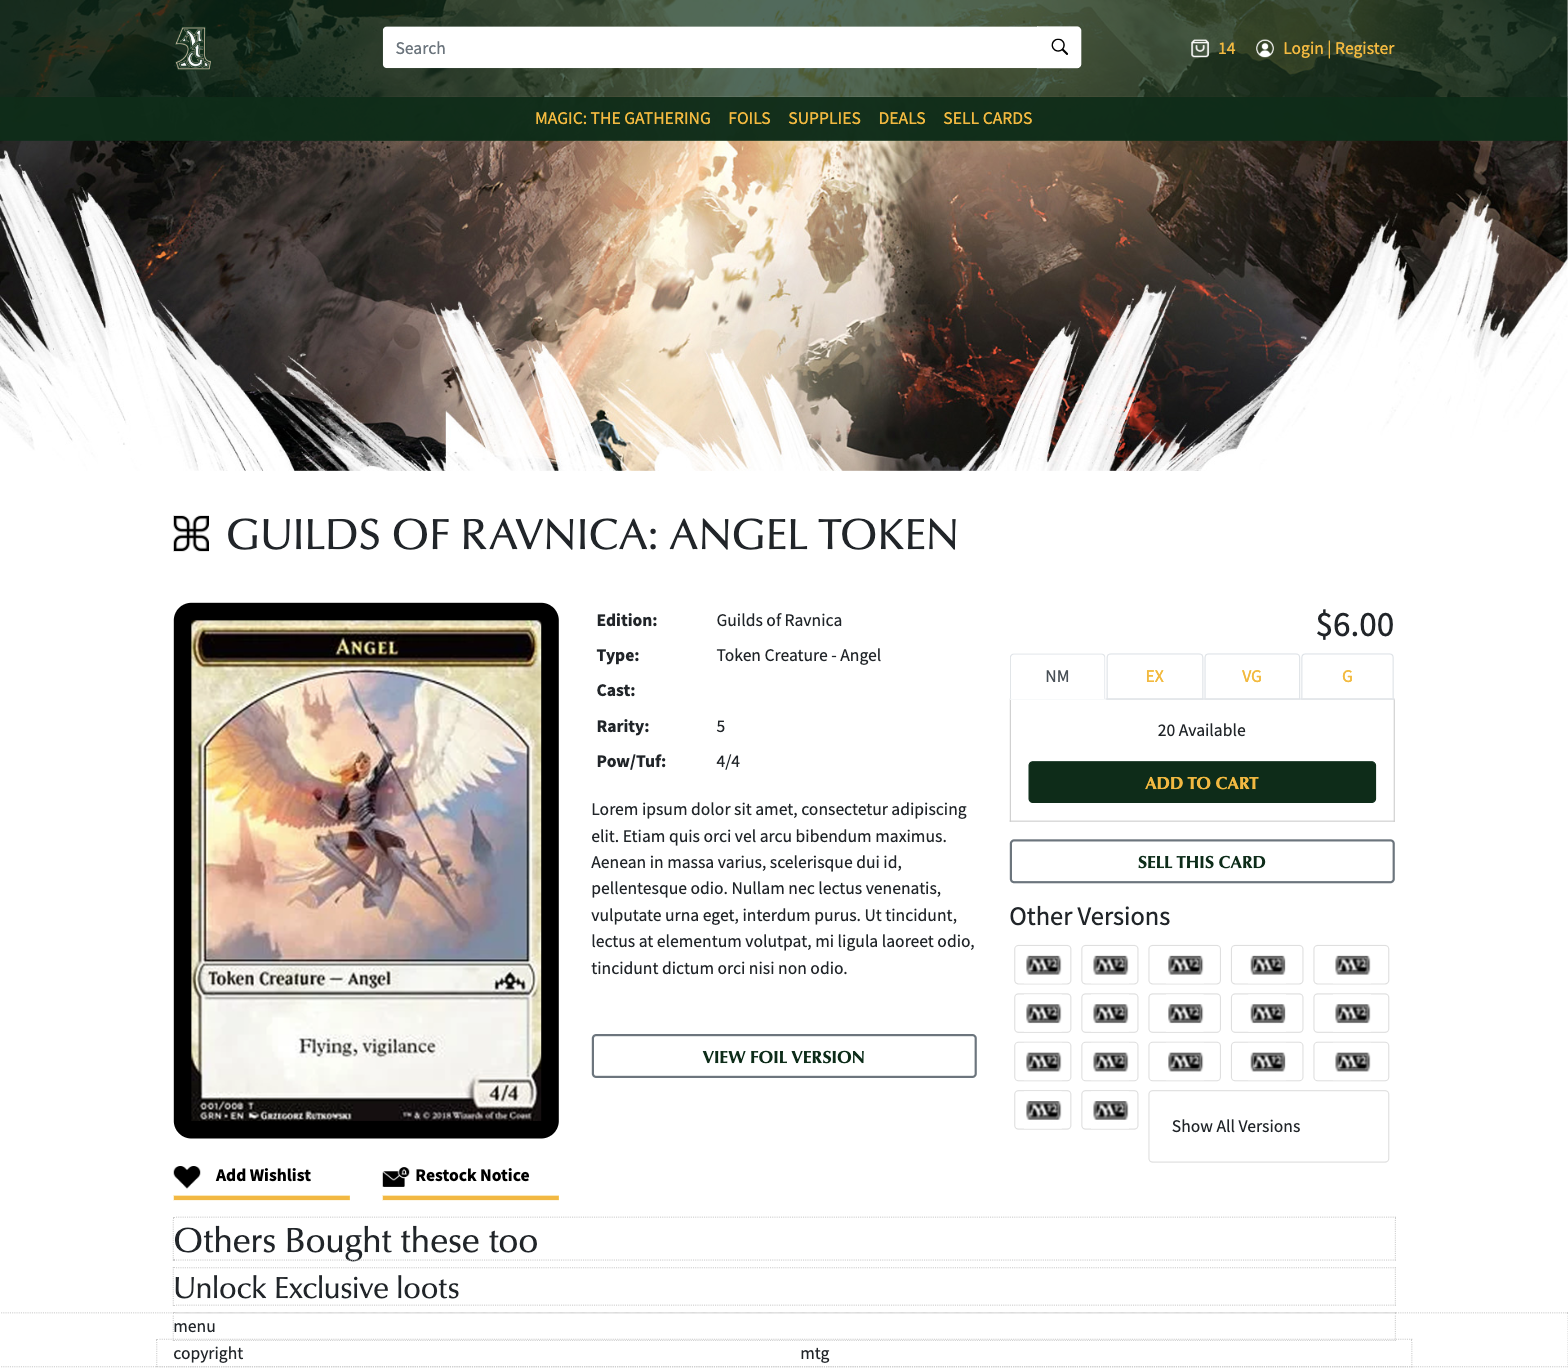 Search
14
Login | Register
MAGIC: THE GATHERING FOILS SUPPLIES DEALS SELL CARDS
GUILDS OF RAVNICA: ANGEL TOKEN
ANGEL
Token Creature — Angel
Flying, vigilance
4/4
001/008 T
GRN • EN GRZEGORZ RUTKOWSKI
™ & © 2018 Wizards of the Coast
Add Wishlist
Restock Notice
Edition: Guilds of Ravnica
Type: Token Creature - Angel
Cast:
Rarity: 5
Pow/Tuf: 4/4
Lorem ipsum dolor sit amet, consectetur adipiscing
elit. Etiam quis orci vel arcu bibendum maximus.
Aenean in massa varius, scelerisque dui id,
pellentesque odio. Nullam nec lectus venenatis,
vulputate urna eget, interdum purus. Ut tincidunt,
lectus at elementum volutpat, mi ligula laoreet odio,
tincidunt dictum orci nisi non odio.
VIEW FOIL VERSION
$6.00
NM EX VG G
20 Available
ADD TO CART
SELL THIS CARD
Other Versions
Show All Versions
Others Bought these too
Unlock Exclusive loots
menu
copyright
mtg